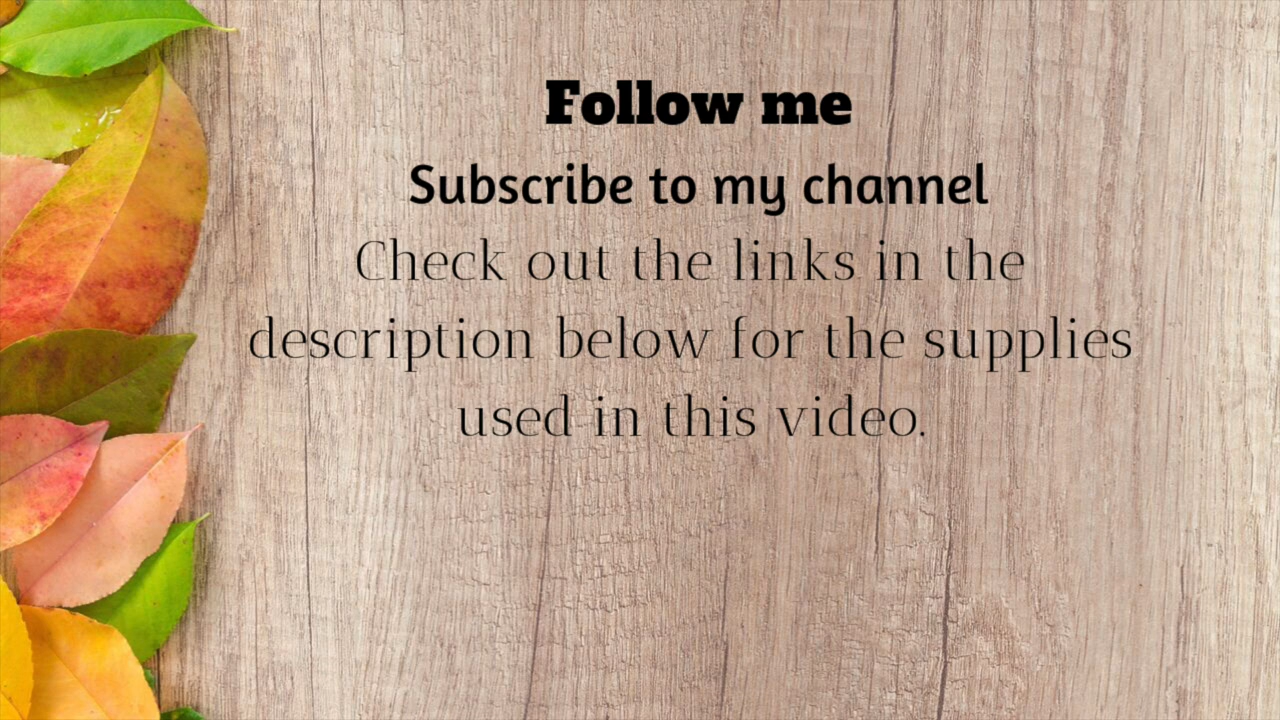 Follow me
Subscribe to my channel
Check out the links in the
description below for the supplies
used in this video.